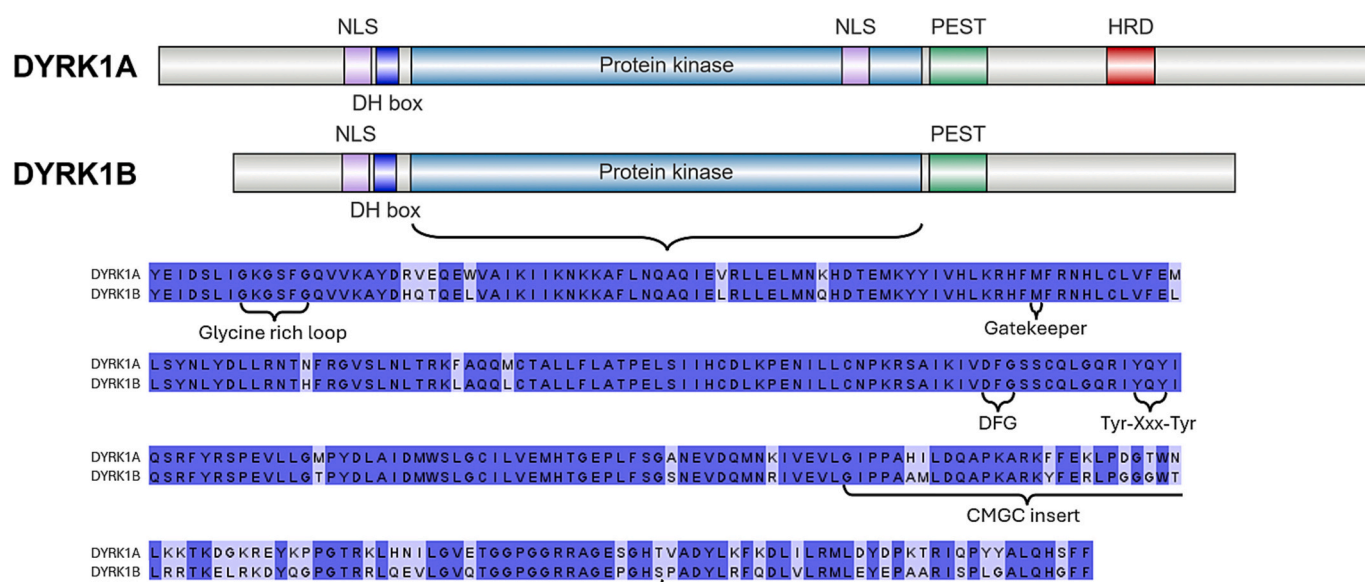 NLS NLS PEST HRD
DYRK1A Protein kinase
DH box
NLS PEST
DYRK1B Protein kinase
DH box
DYRK1A YEIDSLIGKGSFGQVVKAYDRVEQEWVAIKIIKNKKAFLNQAQIEVRLLELMNKHDTEMKYYIVHLKRHFMFRNHLCLVFEM
DYRK1B YEIDSLIGKGSFGQVVKAYDHQTQELVAIKIIKNKKAFLNQAQIELRLLELMNQHDTEMKYYIVHLKRHFMFRNHLCLVFEL
Glycine rich loop Gatekeeper
DYRK1A LSYNLYDLLRNTNFRGVSLNLTRKFAQQMCTALLFLATPELSIIHCDLKPENILLCNPKRSAIKIVDFGSSCQLGQRIYQYI
DYRK1B LSYNLYDLLRNTHFRGVSLNLTRKLAQQLCTALLFLATPELSIIHCDLKPENILLCNPKRSAIKIVDFGSSCQLGQRIYQYI
DFG Tyr-Xxx-Tyr
DYRK1A QSRFYRSPEVLLGMPYDLAIDMWSLGCILVEMHTGEPLFSGANEVDQMNKIVEVLGIPPAHILDQAPKARKFFEKLPDGTWN
DYRK1B QSRFYRSPEVLLGTPYDLAIDMWSLGCILVEMHTGEPLFSGSNEVDQMNRIVEVLGIPPAAMLDQAPKARKYFERLPGGGWT
CMGC insert
DYRK1A LKKTKDGKREYKPPGTRKLHNILGVETGGPGGRRAGESGHTVADYLKFKDLILRMLDYDPKTRIQPYYALQHSFF
DYRK1B LRRTKELRKDYQGPGTRRLQEVLGVQTGGPGGRRAGEPGHSPADYLRFQDLVLRMLEYEPAARISPLGALQHGFF